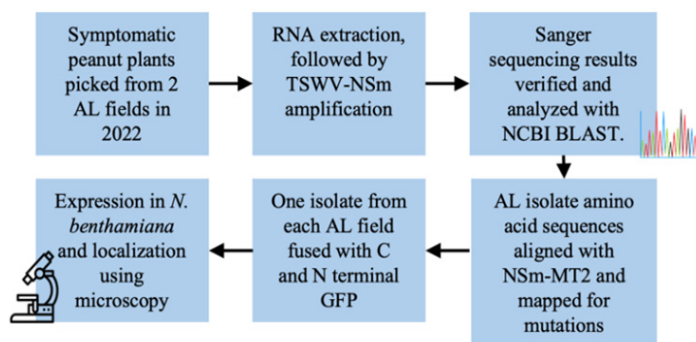 Symptomatic
peanut plants
picked from 2
AL fields in
2022
RNA extraction,
followed by
TSWV-NSm
amplification
Sanger
sequencing results
verified and
analyzed with
NCBI BLAST.
AL isolate amino
acid sequences
aligned with
NSm-MT2 and
mapped for
mutations
One isolate from
each AL field
fused with C
and N terminal
GFP
Expression in N.
benthamiana
and localization
using
microscopy